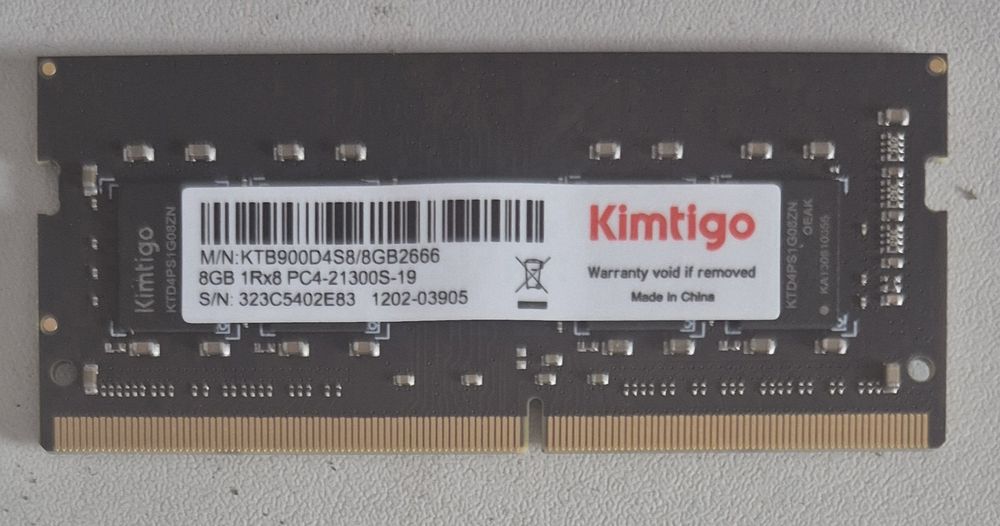 Kimtigo
KTD4PS1G08ZN
M/N:KTB900D4S8/8GB2666
8GB 1Rx8 PC4-21300S-19
S/N: 323C5402E83 1202-03905
Kimtigo
Warranty void if removed
Made in China
KTD4PS1G08ZN
OEAK